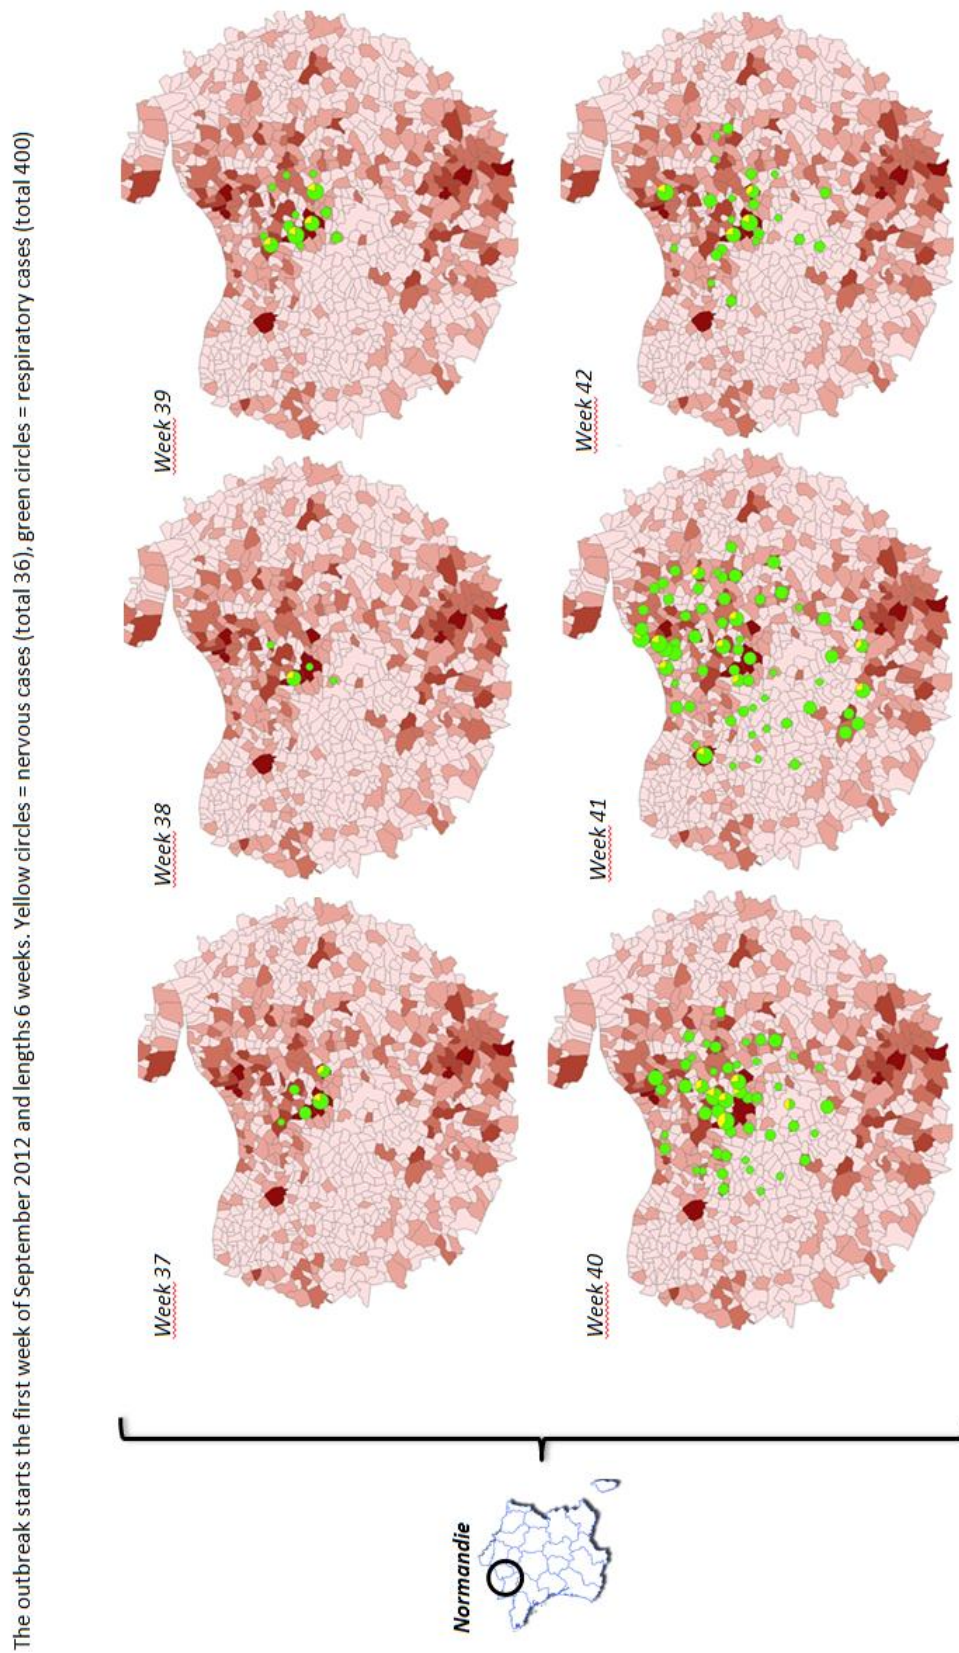 The outbreak starts the first week of September 2012 and lengths 6 weeks. Yellow circles = nervous cases (total 36), green circles = respiratory cases (total 400)
Normandie
Week 37
Week 38
Week 39
Week 40
Week 41
Week 42